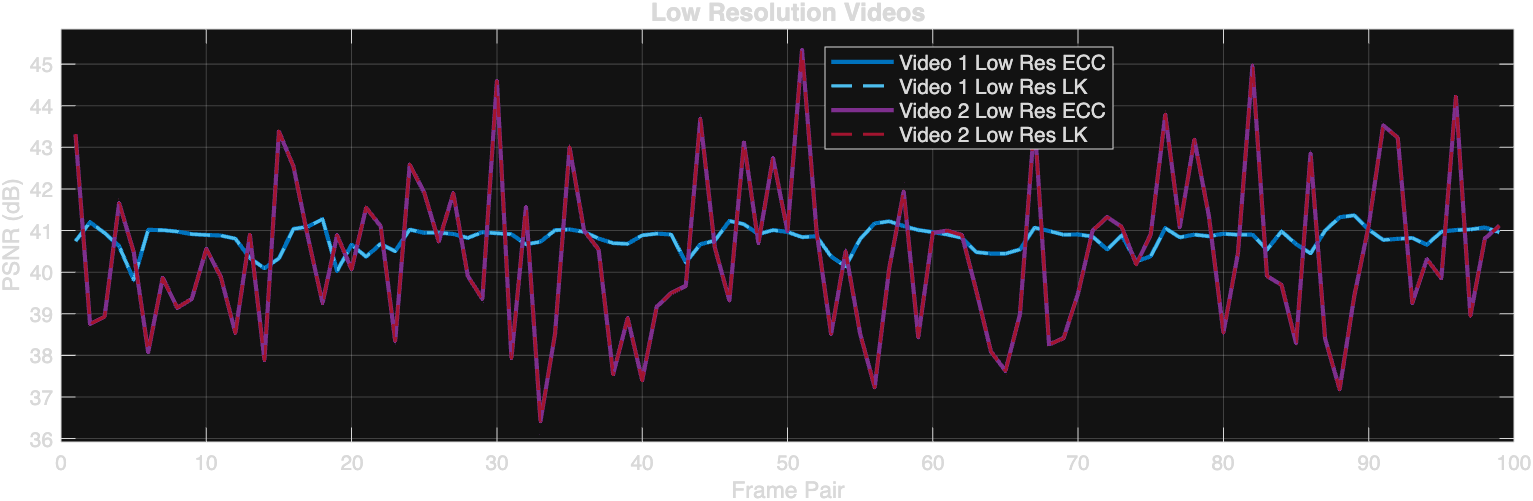 Low Resolution Videos
Video 1 Low Res ECC
Video 1 Low Res LK
Video 2 Low Res ECC
Video 2 Low Res LK
PSNR (dB)
45
44
43
42
41
40
39
38
37
36
0 10 20 30 40 50 60 70 80 90 100
Frame Pair